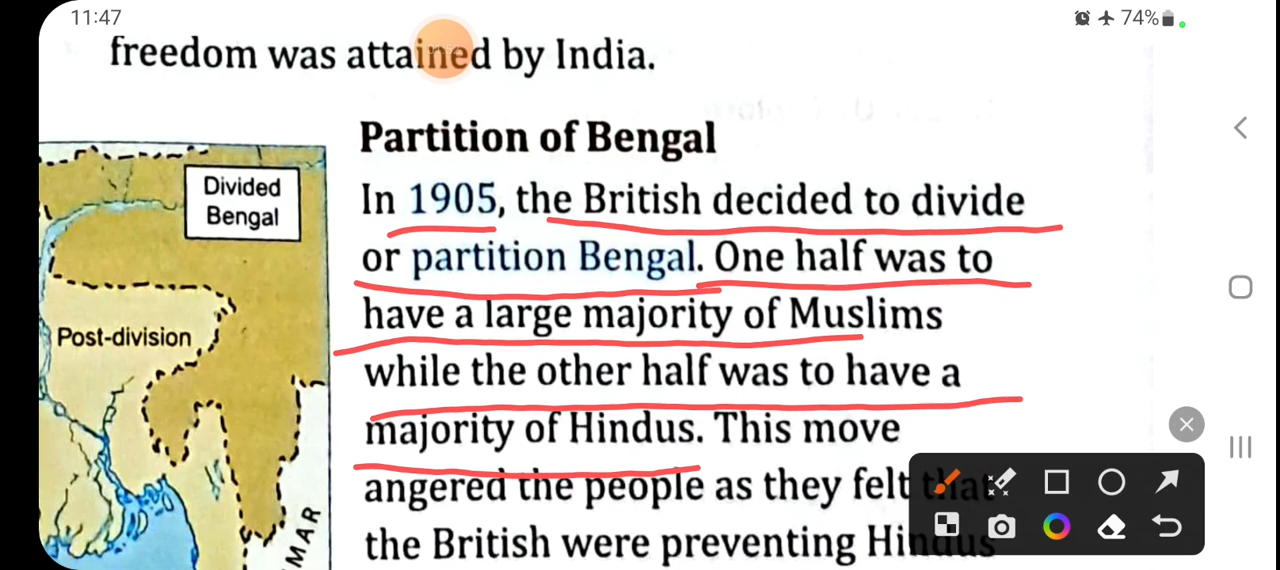 11:47
74%
freedom was attained by India.
Partition of Bengal
In 1905, the British decided to divide
or partition Bengal. One half was to
have a large majority of Muslims
while the other half was to have a
majority of Hindus. This move
angered the people as they felt that
the British were preventing Hindus
Divided
Bengal
Post-division
MAR